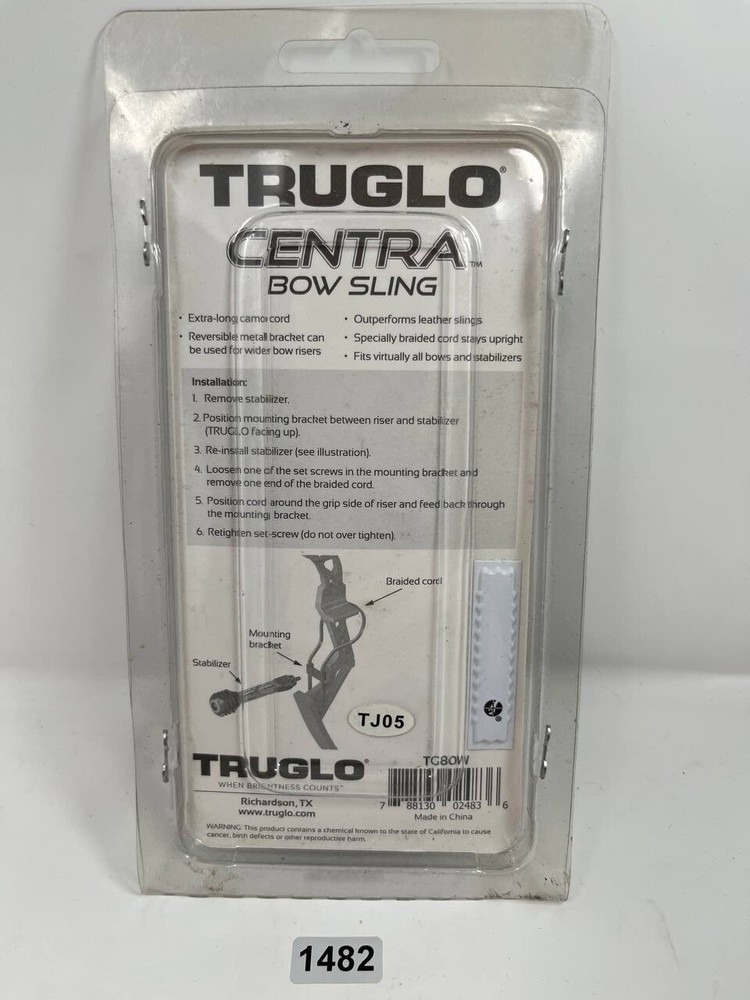 TRUGLO®
CENTRA™
BOW SLING
• Extra-long camo cord
• Reversible metal bracket can
be used for wider bow risers
• Outperforms leather slings
• Specially braided cord stays upright
• Fits virtually all bows and stabilizers
Installation:
1. Remove stabilizer.
2. Position mounting bracket between riser and stabilizer
(TRUGLO facing up).
3. Re-install stabilizer (see illustration).
4. Loosen one of the set screws in the mounting bracket and
remove one end of the braided cord.
5. Position cord around the grip side of riser and feed back through
the mounting bracket.
6. Retighten set-screw (do not over tighten).
Braided cord
Mounting
bracket
Stabilizer
TJ05
TRUGLO®
WHEN BRIGHTNESS COUNTS™
Richardson, TX
www.truglo.com
TG80W
7 88130 02483 6
Made in China
WARNING: This product contains a chemical known to the state of California to cause
cancer, birth defects or other reproductive harm.
1482